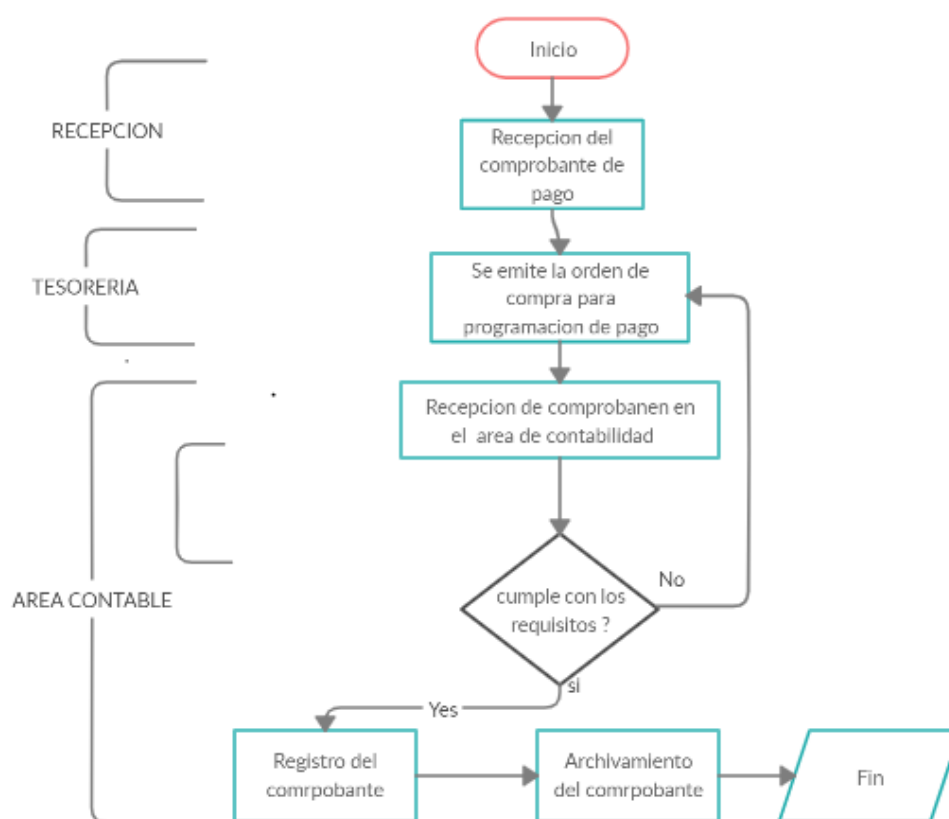 Inicio
RECEPCION
Recepcion del
comprobante de
pago
TESORERIA
Se emite la orden de
compra para
programacion de pago
Recepcion de comprobanen en
el area de contabilidad
AREA CONTABLE
cumple con los
requisitos ?
No
si
Yes
Registro del
comrpobante
Archivamiento
del comrpobante
Fin